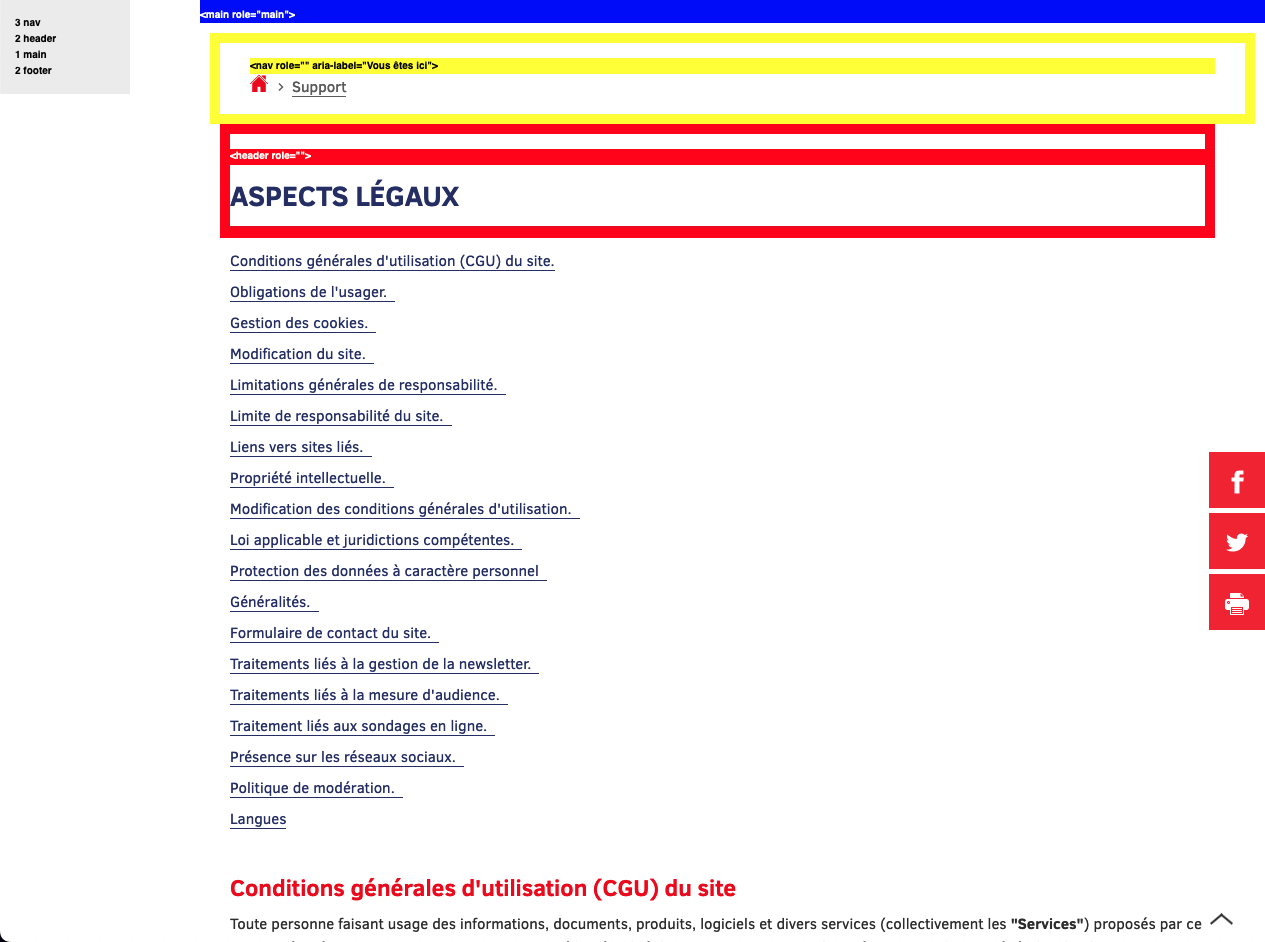 3 nav
2 header
1 main
2 footer
<main role="main">
<nav role="" aria-label="Vous êtes ici">
> Support
<header role="">
ASPECTS LÉGAUX
Conditions générales d'utilisation (CGU) du site.
Obligations de l'usager.
Gestion des cookies.
Modification du site.
Limitations générales de responsabilité.
Limite de responsabilité du site.
Liens vers sites liés.
Propriété intellectuelle.
Modification des conditions générales d'utilisation.
Loi applicable et juridictions compétentes.
Protection des données à caractère personnel
Généralités.
Formulaire de contact du site.
Traitements liés à la gestion de la newsletter.
Traitements liés à la mesure d'audience.
Traitement liés aux sondages en ligne.
Présence sur les réseaux sociaux.
Politique de modération.
Langues
Conditions générales d'utilisation (CGU) du site
Toute personne faisant usage des informations, documents, produits, logiciels et divers services (collectivement les "Services") proposés par ce